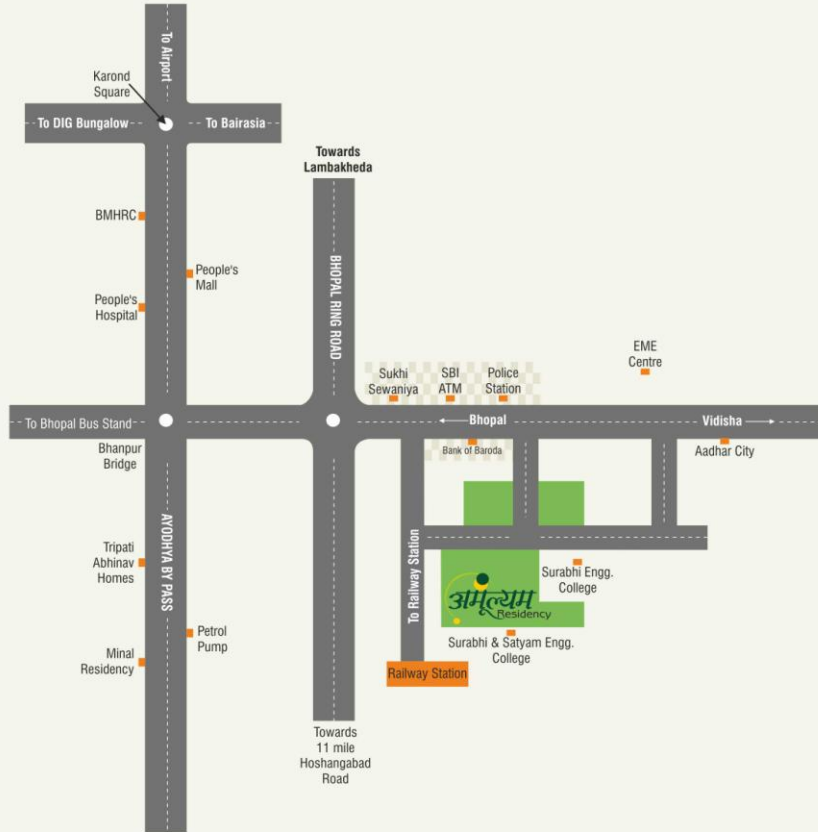 To Airport
Karond
Square
To DIG Bungalow
To Bairasia
Towards
Lambakheda
BMHRC
People's
Mall
People's
Hospital
BHOPAL RING ROAD
EME
Centre
Sukhi
Sewaniya
SBI
ATM
Police
Station
To Bhopal Bus Stand
Bhopal
Vidisha
Bhanpur
Bridge
Bank of Baroda
Aadhar City
AYODHYA BY PASS
Tripati
Abhinav
Homes
To Railway Station
Surabhi Engg.
College
अमूल्यम
Residency
Petrol
Pump
Surabhi & Satyam Engg.
College
Minal
Residency
Railway Station
Towards
11 mile
Hoshangabad
Road